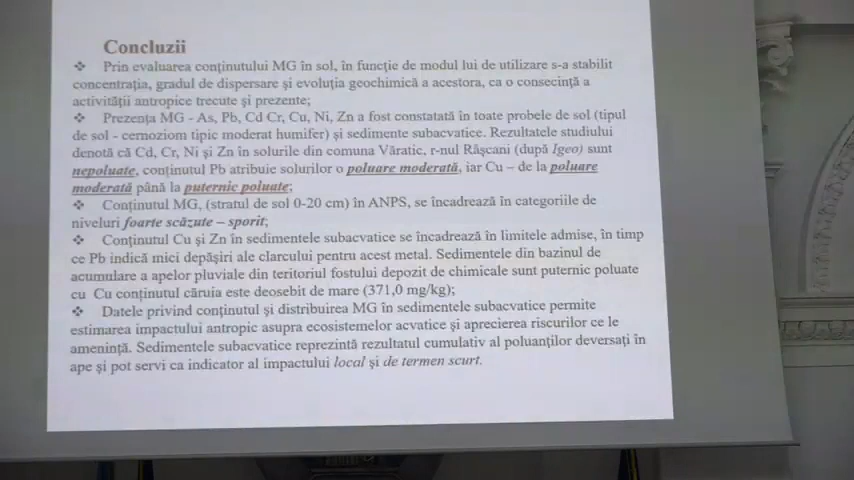 Concluzii
❖ Prin evaluarea conținutului MG în sol, în funcție de modul lui de utilizare s-a stabilit
concentrația, gradul de dispersare și evoluția geochimică a acestora, ca o consecință a
activității antropice trecute și prezente;
❖ Prezența MG - As, Pb, Cd Cr, Cu, Ni, Zn a fost constatată în toate probele de sol (tipul
de sol - cernoziom tipic moderat humifer) și sedimente subacvatice. Rezultatele studiului
denotă că Cd, Cr, Ni și Zn în solurile din comuna Văratic, r-nul Râșcani (după Igeo) sunt
nepoluate, conținutul Pb atribuie solurilor o poluare moderată, iar Cu – de la poluare
moderată până la puternic poluate;
❖ Conținutul MG, (stratul de sol 0-20 cm) în ANPS, se încadrează în categoriile de
niveluri foarte scăzute – sporit;
❖ Conținutul Cu și Zn în sedimentele subacvatice se încadrează în limitele admise, în timp
ce Pb indică mici depășiri ale clarcului pentru acest metal. Sedimentele din bazinul de
acumulare a apelor pluviale din teritoriul fostului depozit de chimicale sunt puternic poluate
cu Cu conținutul căruia este deosebit de mare (371,0 mg/kg);
❖ Datele privind conținutul și distribuirea MG în sedimentele subacvatice permite
estimarea impactului antropic asupra ecosistemelor acvatice și aprecierea riscurilor ce le
amenință. Sedimentele subacvatice reprezintă rezultatul cumulativ al poluanților deversați în
ape și pot servi ca indicator al impactului local și de termen scurt.